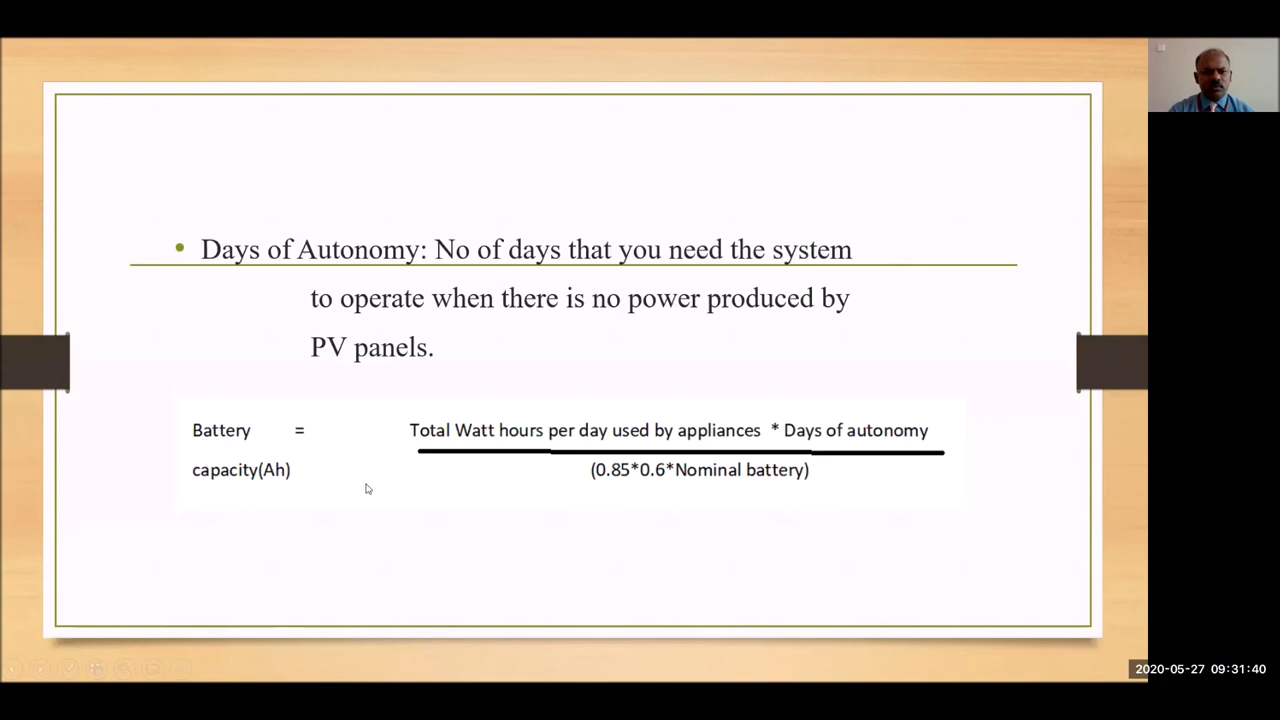 Days of Autonomy: No of days that you need the system
to operate when there is no power produced by
PV panels.
Battery = Total Watt hours per day used by appliances * Days of autonomy
capacity(Ah) (0.85*0.6*Nominal battery)
2020-05-27 09:31:40